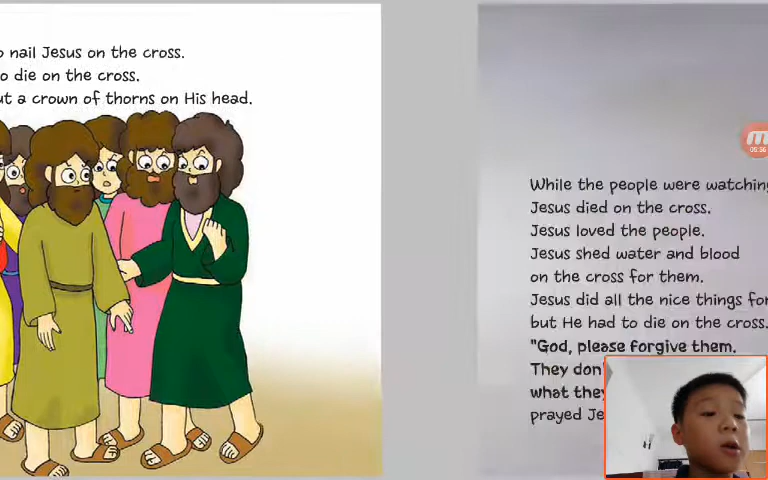 nail Jesus on the cross.
o die on the cross.
ut a crown of thorns on His head.
While the people were watching
Jesus died on the cross.
Jesus loved the people.
Jesus shed water and blood
on the cross for them.
Jesus did all the nice things for
but He had to die on the cross.
"God, please forgive them.
They don
what they
prayed Je
05:56